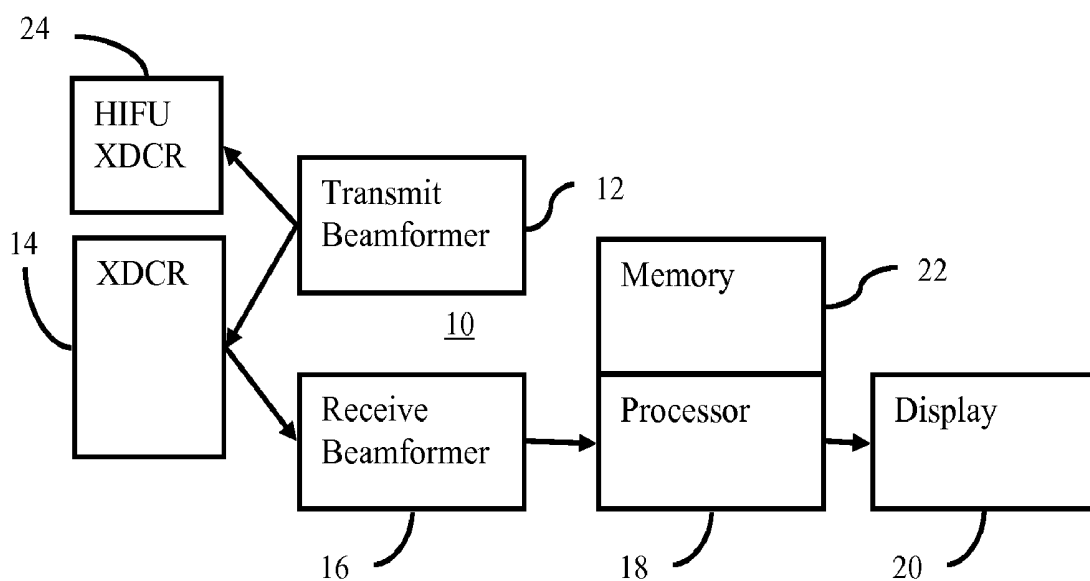 24
HIFU
XDCR
Transmit
Beamformer
12
14
XDCR
Memory
22
10
Receive
Beamformer
Processor
Display
16
18
20